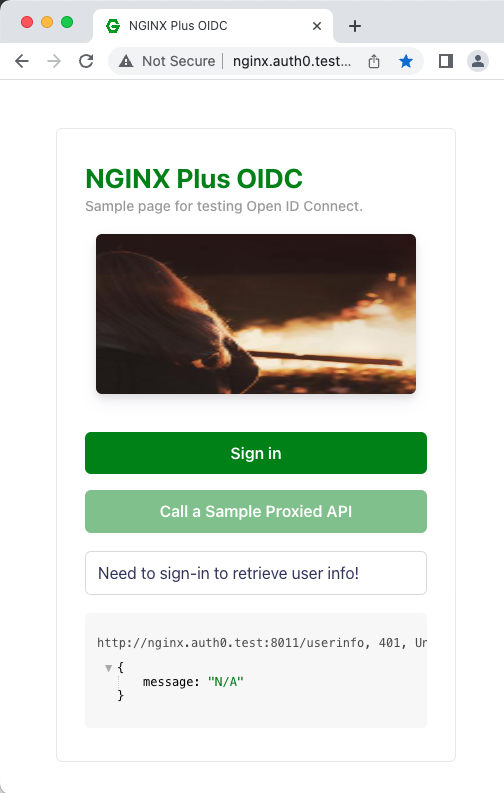 NGINX Plus OIDC
Not Secure
nginx.auth0.test...
NGINX Plus OIDC
Sample page for testing Open ID Connect.
Sign in
Call a Sample Proxied API
Need to sign-in to retrieve user info!
http://nginx.auth0.test:8011/userinfo, 401, Un
{
message: "N/A"
}